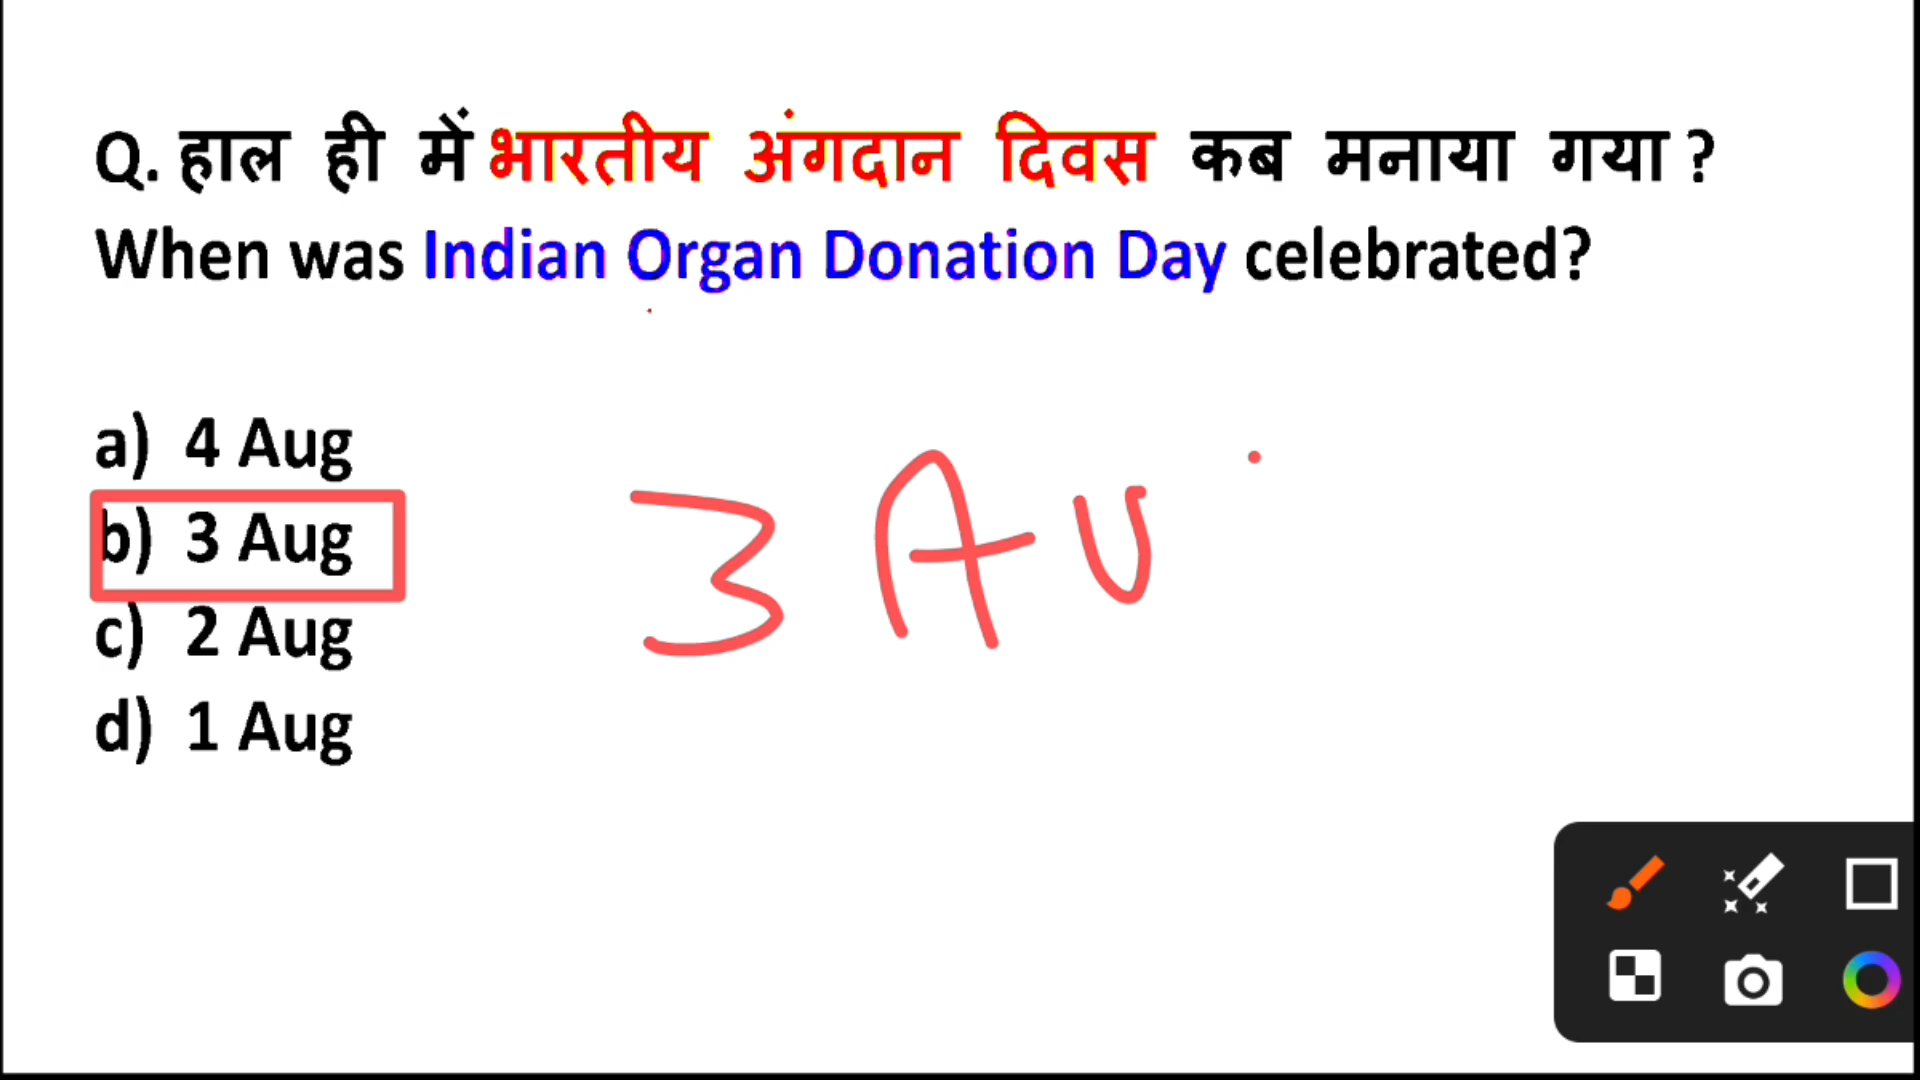 Q. हाल ही में भारतीय अंगदान दिवस कब मनाया गया ?
When was Indian Organ Donation Day celebrated?
a) 4 Aug
b) 3 Aug
3 Au
c) 2 Aug
d) 1 Aug